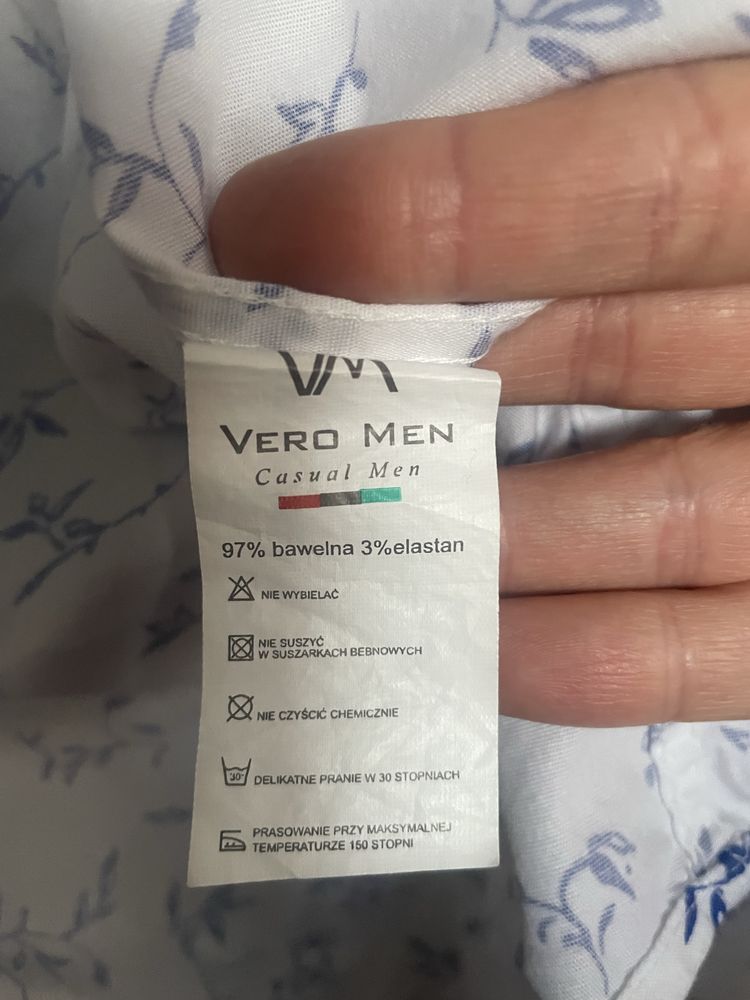 VM
VERO MEN
Casual Men
97% bawelna 3%elastan
NIE WYBIELAĆ
NIE SUSZYĆ
W SUSZARKACH BEBNOWYCH
NIE CZYŚCIĆ CHEMICZNIE
30°
DELIKATNE PRANIE W 30 STOPNIACH
PRASOWANIE PRZY MAKSYMALNEJ
TEMPERATURZE 150 STOPNI